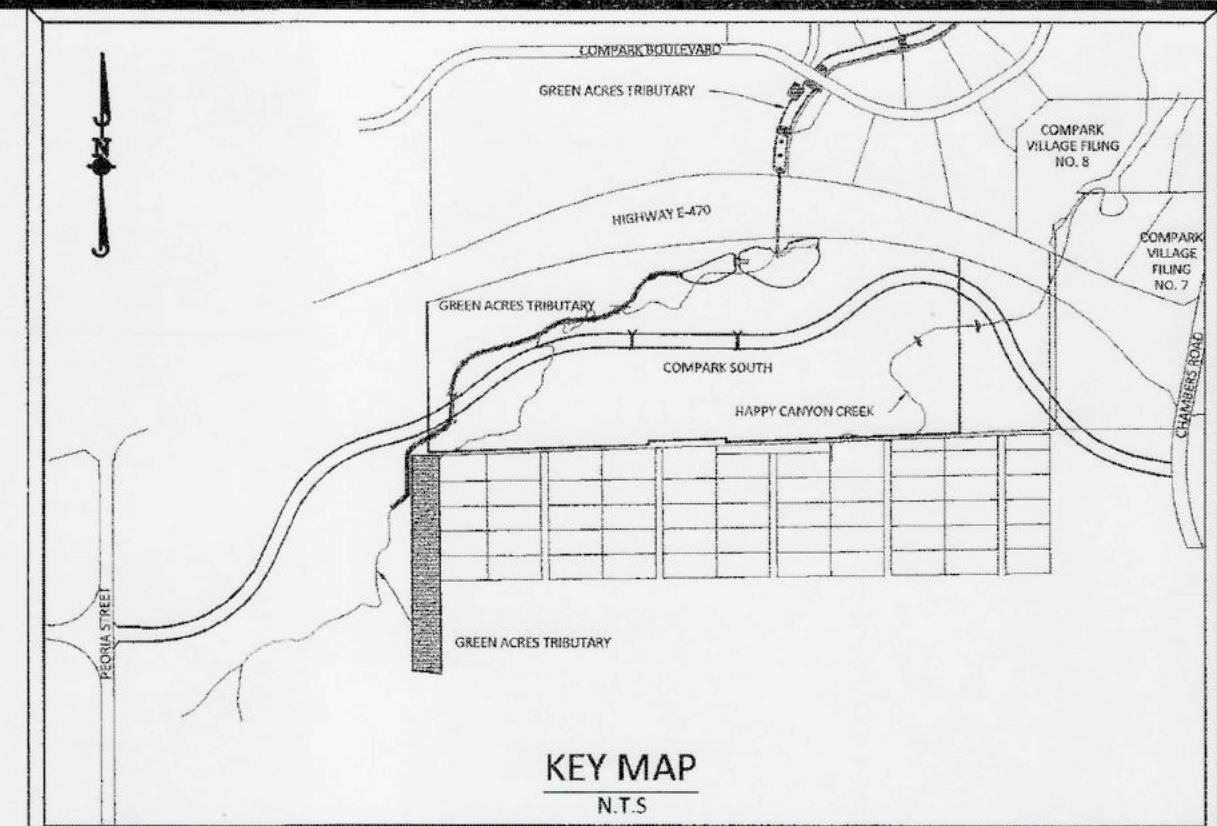 COMPARK BOULEVARD
GREEN ACRES TRIBUTARY
COMPARK
VILLAGE FILING
NO. 8
N
HIGHWAY E-470
COMPARK
VILLAGE
FILING
NO. 7
GREEN ACRES TRIBUTARY
COMPARK SOUTH
CHAMBERS ROAD
HAPPY CANYON CREEK
PEORIA STREET
GREEN ACRES TRIBUTARY
KEY MAP
N.T.S